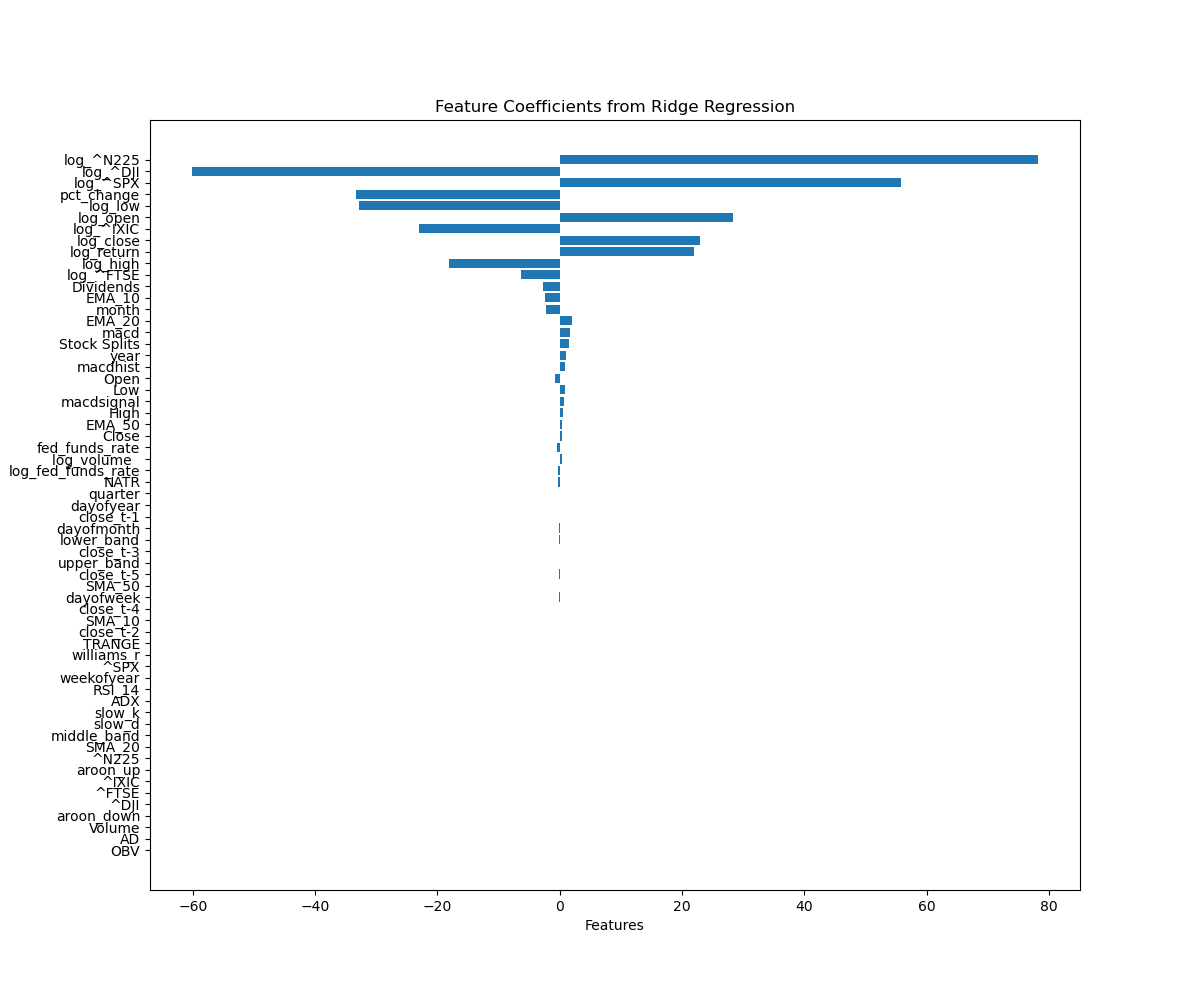 Feature Coefficients from Ridge Regression
log_^N225
log_^DJI
log_^SPX
pct_change
log_low
log_open
log_^IXIC
log_close
log_return
log_high
log_^FTSE
Dividends
EMA_10
month
EMA_20
macd
Stock Splits
year
macdhist
Open
Low
macdsignal
High
EMA_50
Close
fed_funds_rate
log_volume
log_fed_funds_rate
NATR
quarter
dayofyear
close_t-1
dayofmonth
lower_band
close_t-3
upper_band
close_t-5
SMA_50
dayofweek
close_t-4
SMA_10
close_t-2
TRANGE
williams_r
^SPX
weekofyear
RSI_14
ADX
slow_k
slow_d
middle_band
SMA_20
^N225
aroon_up
^IXIC
^FTSE
^DJI
aroon_down
Volume
AD
OBV
−60 −40 −20 0 20 40 60 80
Features